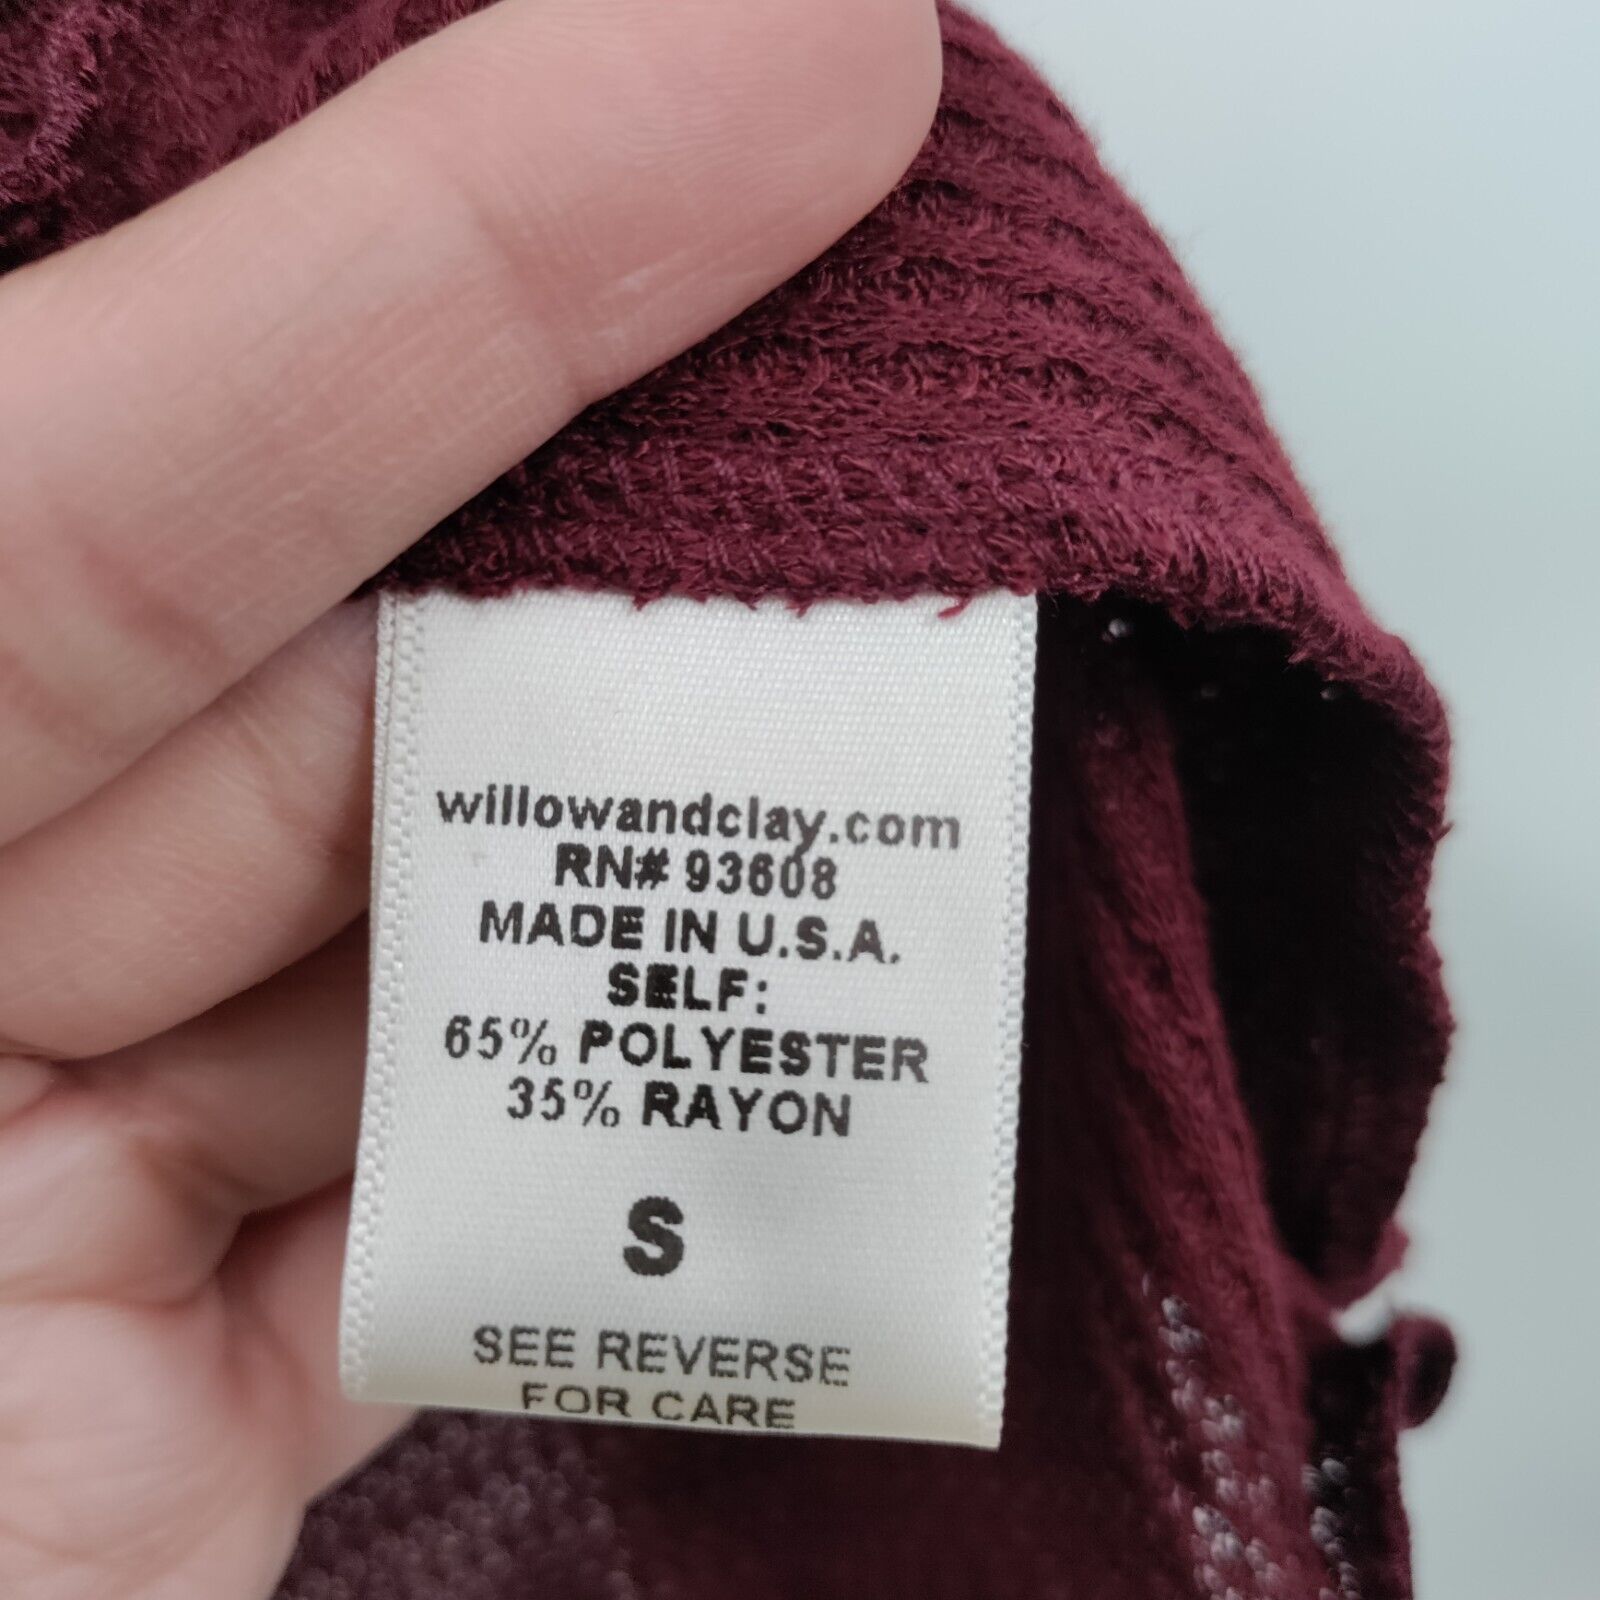 willowandclay.com
RN# 93608
MADE IN U.S.A.
SELF:
65% POLYESTER
35% RAYON
S
SEE REVERSE
FOR CARE